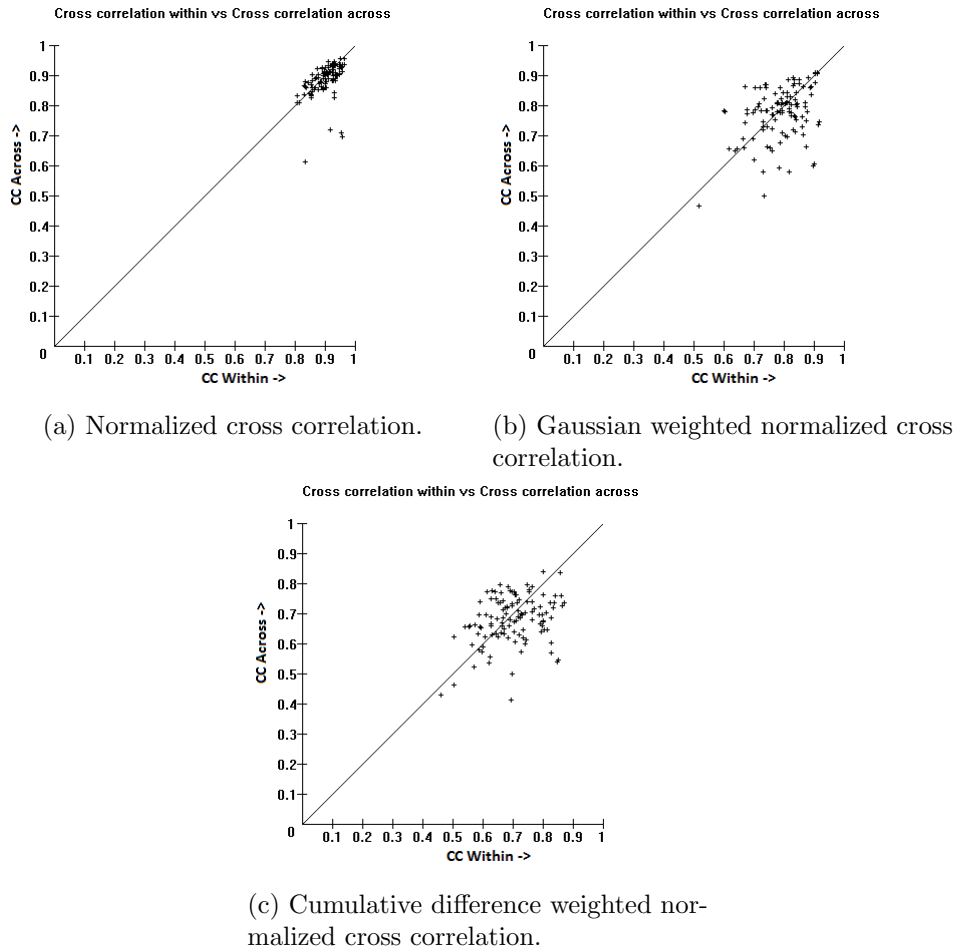 Cross correlation within vs Cross correlation across
1
0.9
0.8
0.7
0.6
0.5
0.4
0.3
0.2
0.1
0
0.1 0.2 0.3 0.4 0.5 0.6 0.7 0.8 0.9 1
CC Across ->
CC Within ->
(a) Normalized cross correlation.
Cross correlation within vs Cross correlation across
1
0.9
0.8
0.7
0.6
0.5
0.4
0.3
0.2
0.1
0
0.1 0.2 0.3 0.4 0.5 0.6 0.7 0.8 0.9 1
CC Across ->
CC Within ->
(b) Gaussian weighted normalized cross
correlation.
Cross correlation within vs Cross correlation across
1
0.9
0.8
0.7
0.6
0.5
0.4
0.3
0.2
0.1
0
0.1 0.2 0.3 0.4 0.5 0.6 0.7 0.8 0.9 1
CC Across ->
CC Within ->
(c) Cumulative difference weighted nor-
malized cross correlation.